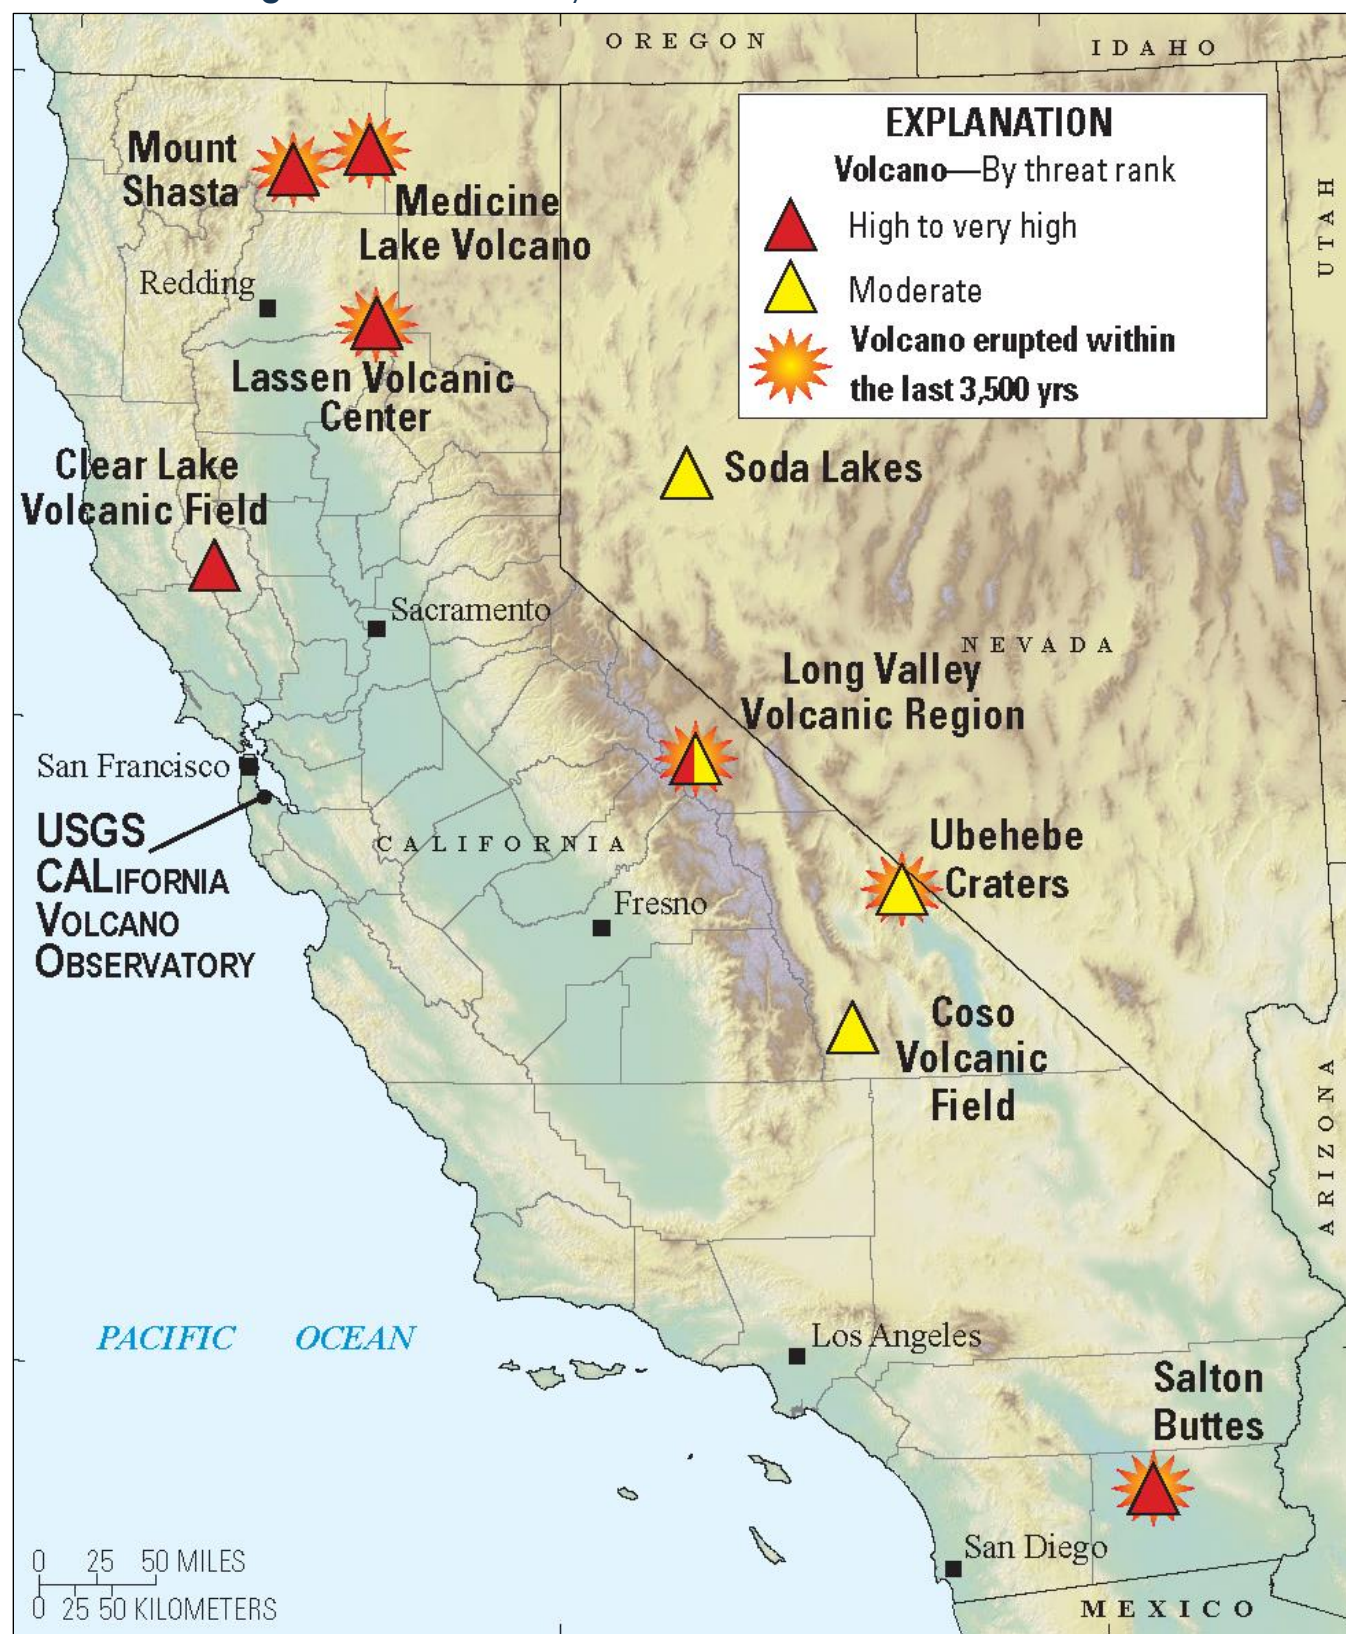 OREGON
IDAHO
EXPLANATION
Volcano—By threat rank
High to very high
Moderate
Volcano erupted within
the last 3,500 yrs
UTAH
Mount
Shasta
Medicine
Lake Volcano
Redding
Lassen Volcanic
Center
Clear Lake
Volcanic Field
Soda Lakes
Sacramento
NEVADA
Long Valley
Volcanic Region
San Francisco
USGS
CALIFORNIA
VOLCANO
OBSERVATORY
CALIFORNIA
Ubehebe
Craters
Fresno
Coso
Volcanic
Field
ARIZONA
PACIFIC OCEAN
Los Angeles
Salton
Buttes
San Diego
MEXICO
0 25 50 MILES
0 25 50 KILOMETERS